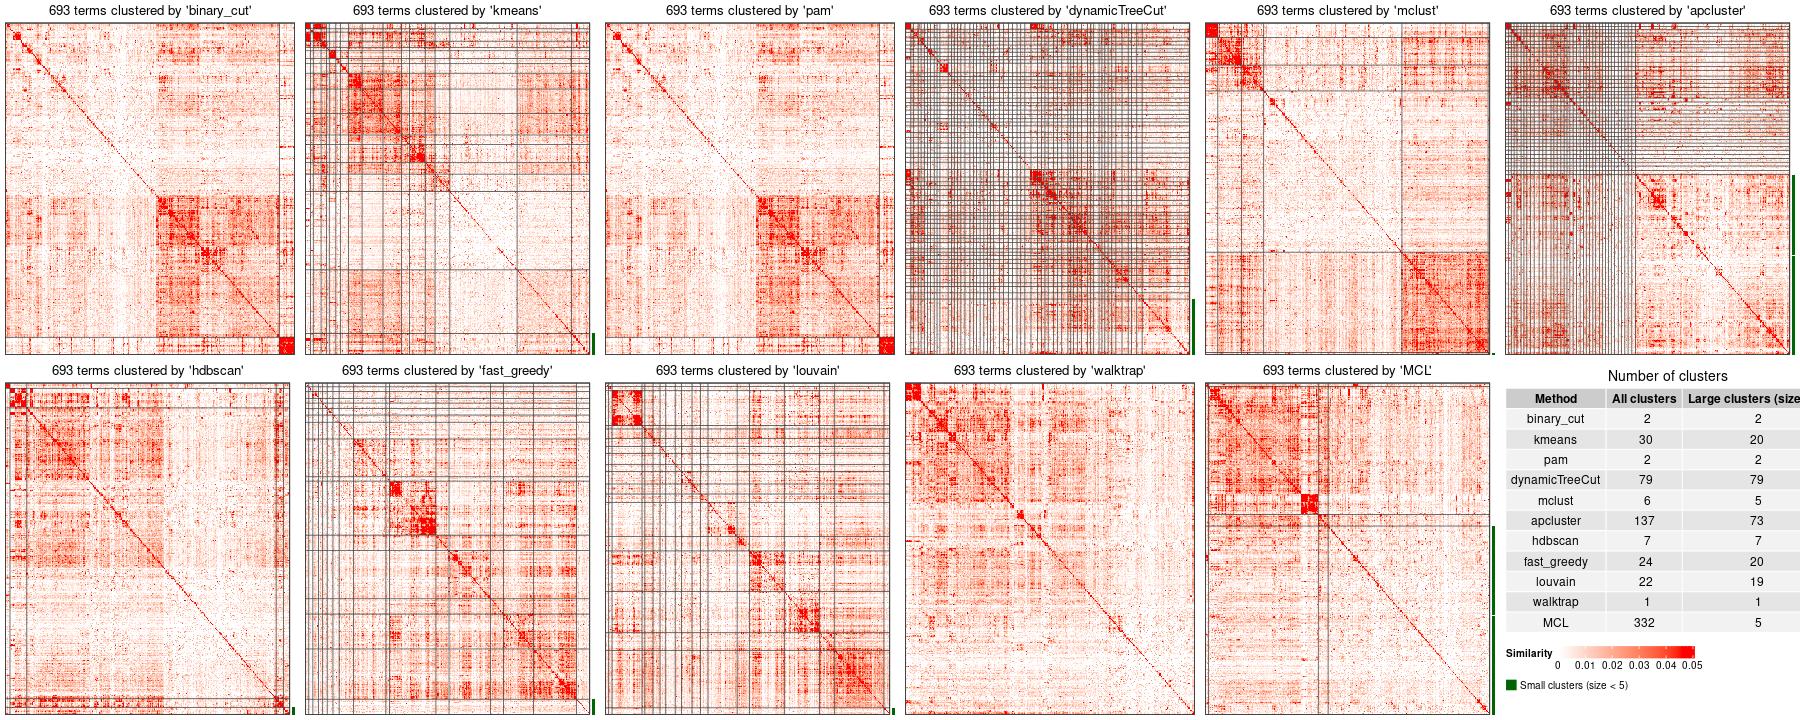 693 terms clustered by 'binary_cut'
693 terms clustered by 'kmeans'
693 terms clustered by 'pam'
693 terms clustered by 'dynamicTreeCut'
693 terms clustered by 'mclust'
693 terms clustered by 'apcluster'
693 terms clustered by 'hdbscan'
693 terms clustered by 'fast_greedy'
693 terms clustered by 'louvain'
693 terms clustered by 'walktrap'
693 terms clustered by 'MCL'
Number of clusters
Method All clusters Large clusters (size
binary_cut 2 2
kmeans 30 20
pam 2 2
dynamicTreeCut 79 79
mclust 6 5
apcluster 137 73
hdbscan 7 7
fast_greedy 24 20
louvain 22 19
walktrap 1 1
MCL 332 5
Similarity
0 0.01 0.02 0.03 0.04 0.05
Small clusters (size < 5)